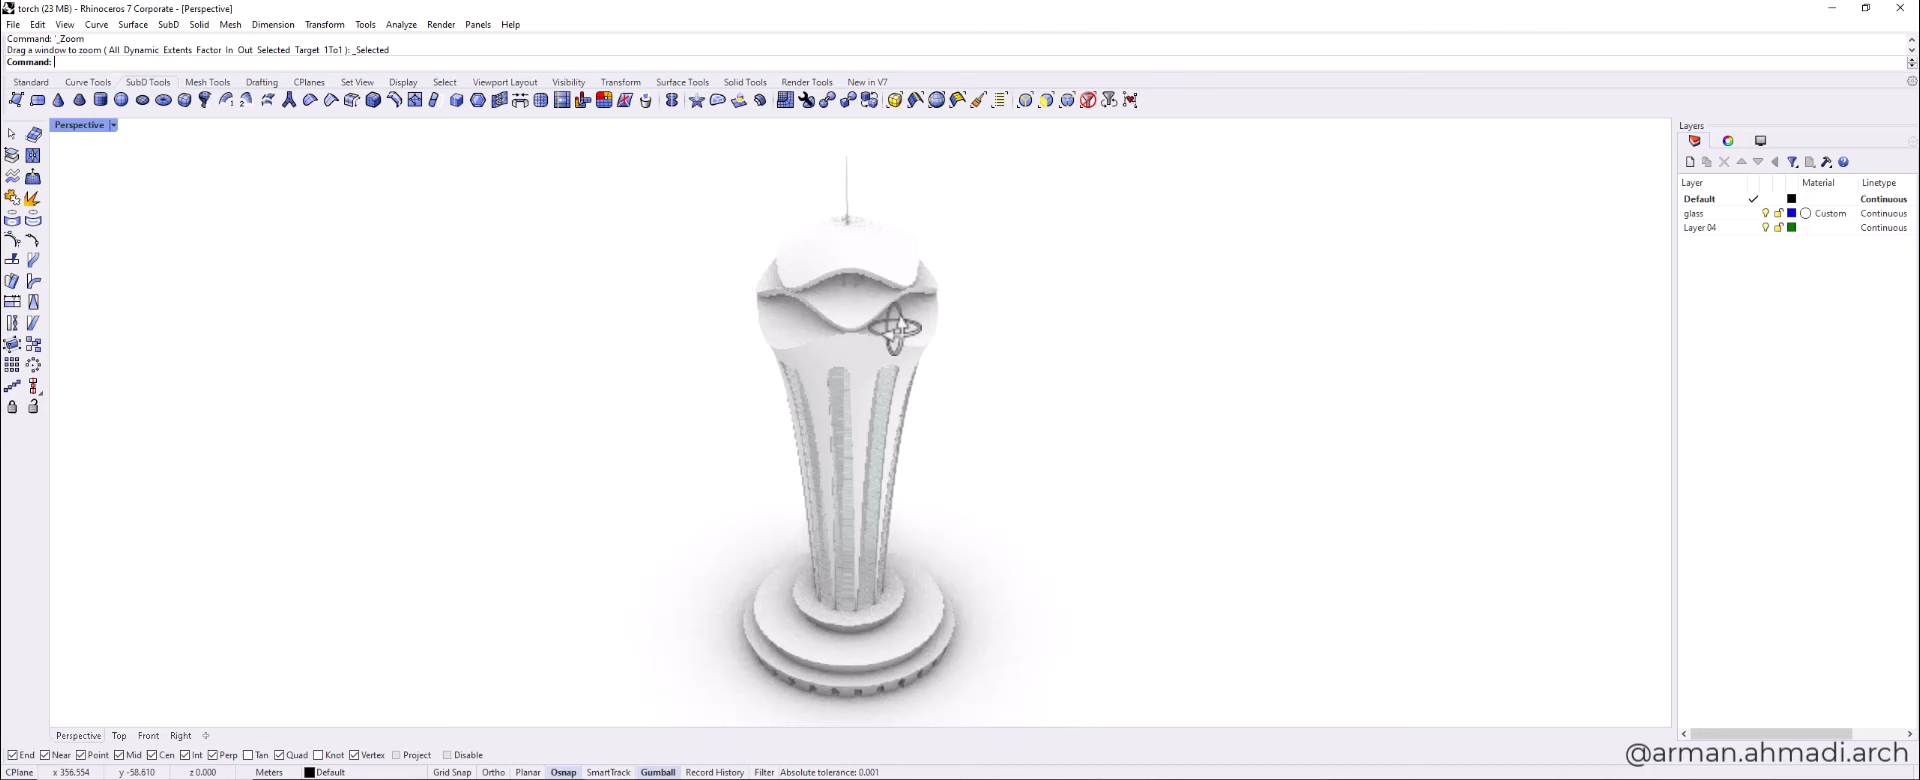 torch (23 MB) - Rhinoceros 7 Corporate - [Perspective]
File Edit View Curve Surface SubD Solid Mesh Dimension Transform Tools Analyze Render Panels Help
Command: '_Zoom
Drag a window to zoom ( All Dynamic Extents Factor In Out Selected Target 1To1 ): _Selected
Command:
Standard Curve Tools SubD Tools Mesh Tools Drafting CPlanes Set View Display Select Viewport Layout Visibility Transform Surface Tools Solid Tools Render Tools New in V7
Perspective
Layers
Layer Material Linetype
Default Continuous
glass Custom Continuous
Layer 04 Continuous
Perspective Top Front Right
End Near Point Mid Cen Int Perp Tan Quad Knot Vertex Project Disable
@arman.ahmadi.arch
CPlane x 356.554 y -58.610 z 0.000 Meters Default Grid Snap Ortho Planar Osnap SmartTrack Gumball Record History Filter Absolute tolerance: 0.001